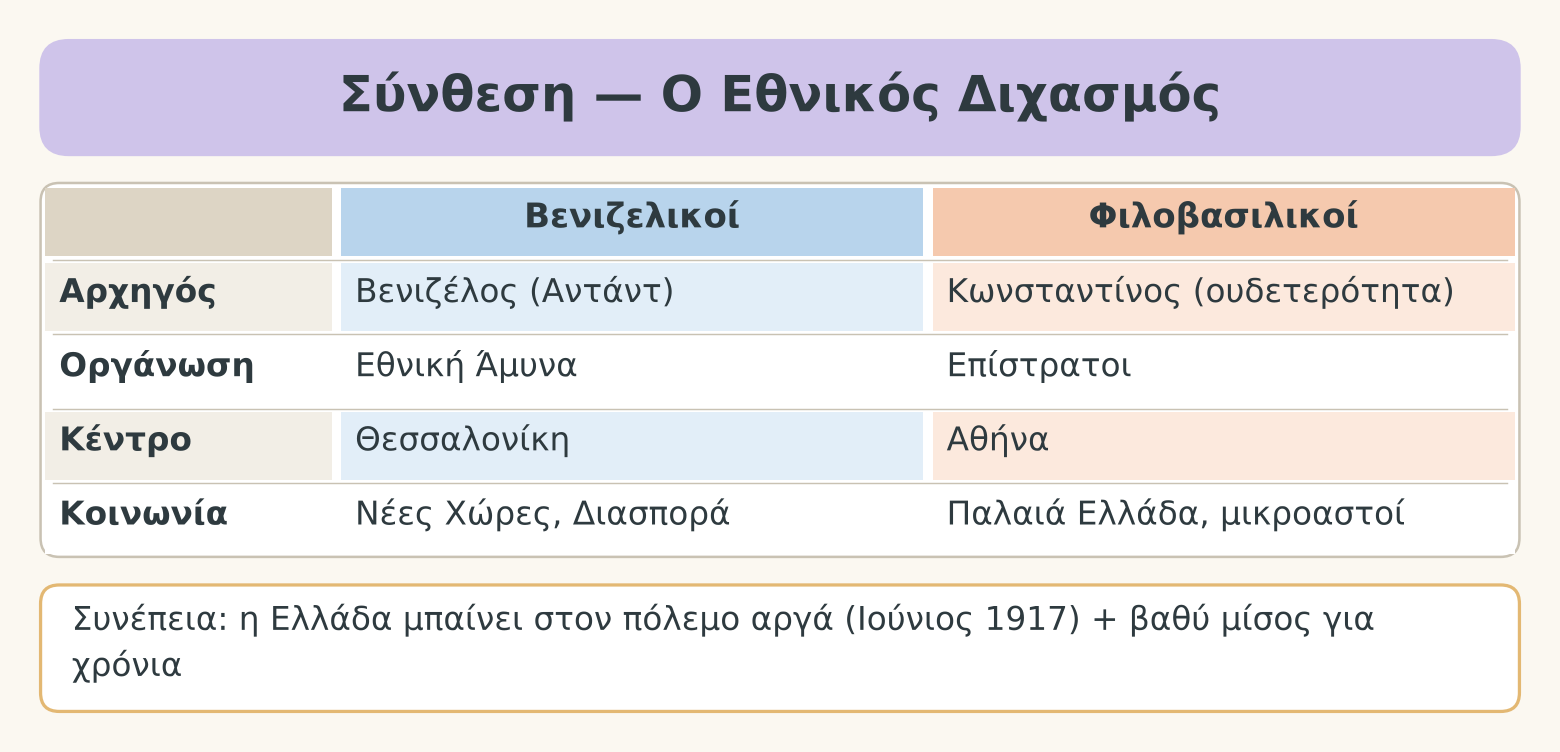 Σύνθεση — Ο Εθνικός Διχασμός
Βενιζελικοί Φιλοβασιλικοί
Αρχηγός Βενιζέλος (Αντάντ) Κωνσταντίνος (ουδετερότητα)
Οργάνωση Εθνική Άμυνα Επίστρατοι
Κέντρο Θεσσαλονίκη Αθήνα
Κοινωνία Νέες Χώρες, Διασπορά Παλαιά Ελλάδα, μικροαστοί
Συνέπεια: η Ελλάδα μπαίνει στον πόλεμο αργά (Ιούνιος 1917) + βαθύ μίσος για
χρόνια